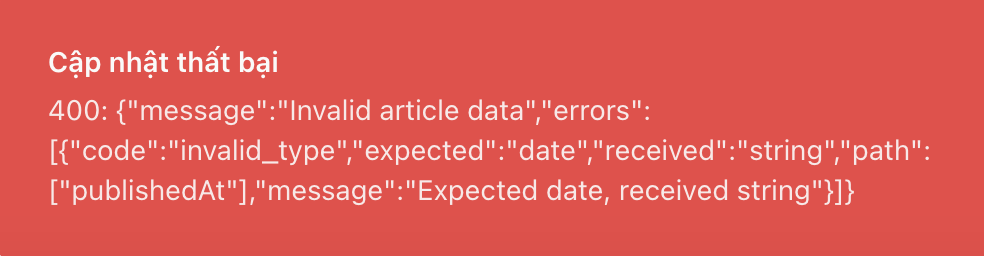 Cập nhật thất bại
400: {"message":"Invalid article data","errors":
[{"code":"invalid_type","expected":"date","received":"string","path":
["publishedAt"],"message":"Expected date, received string"}]}